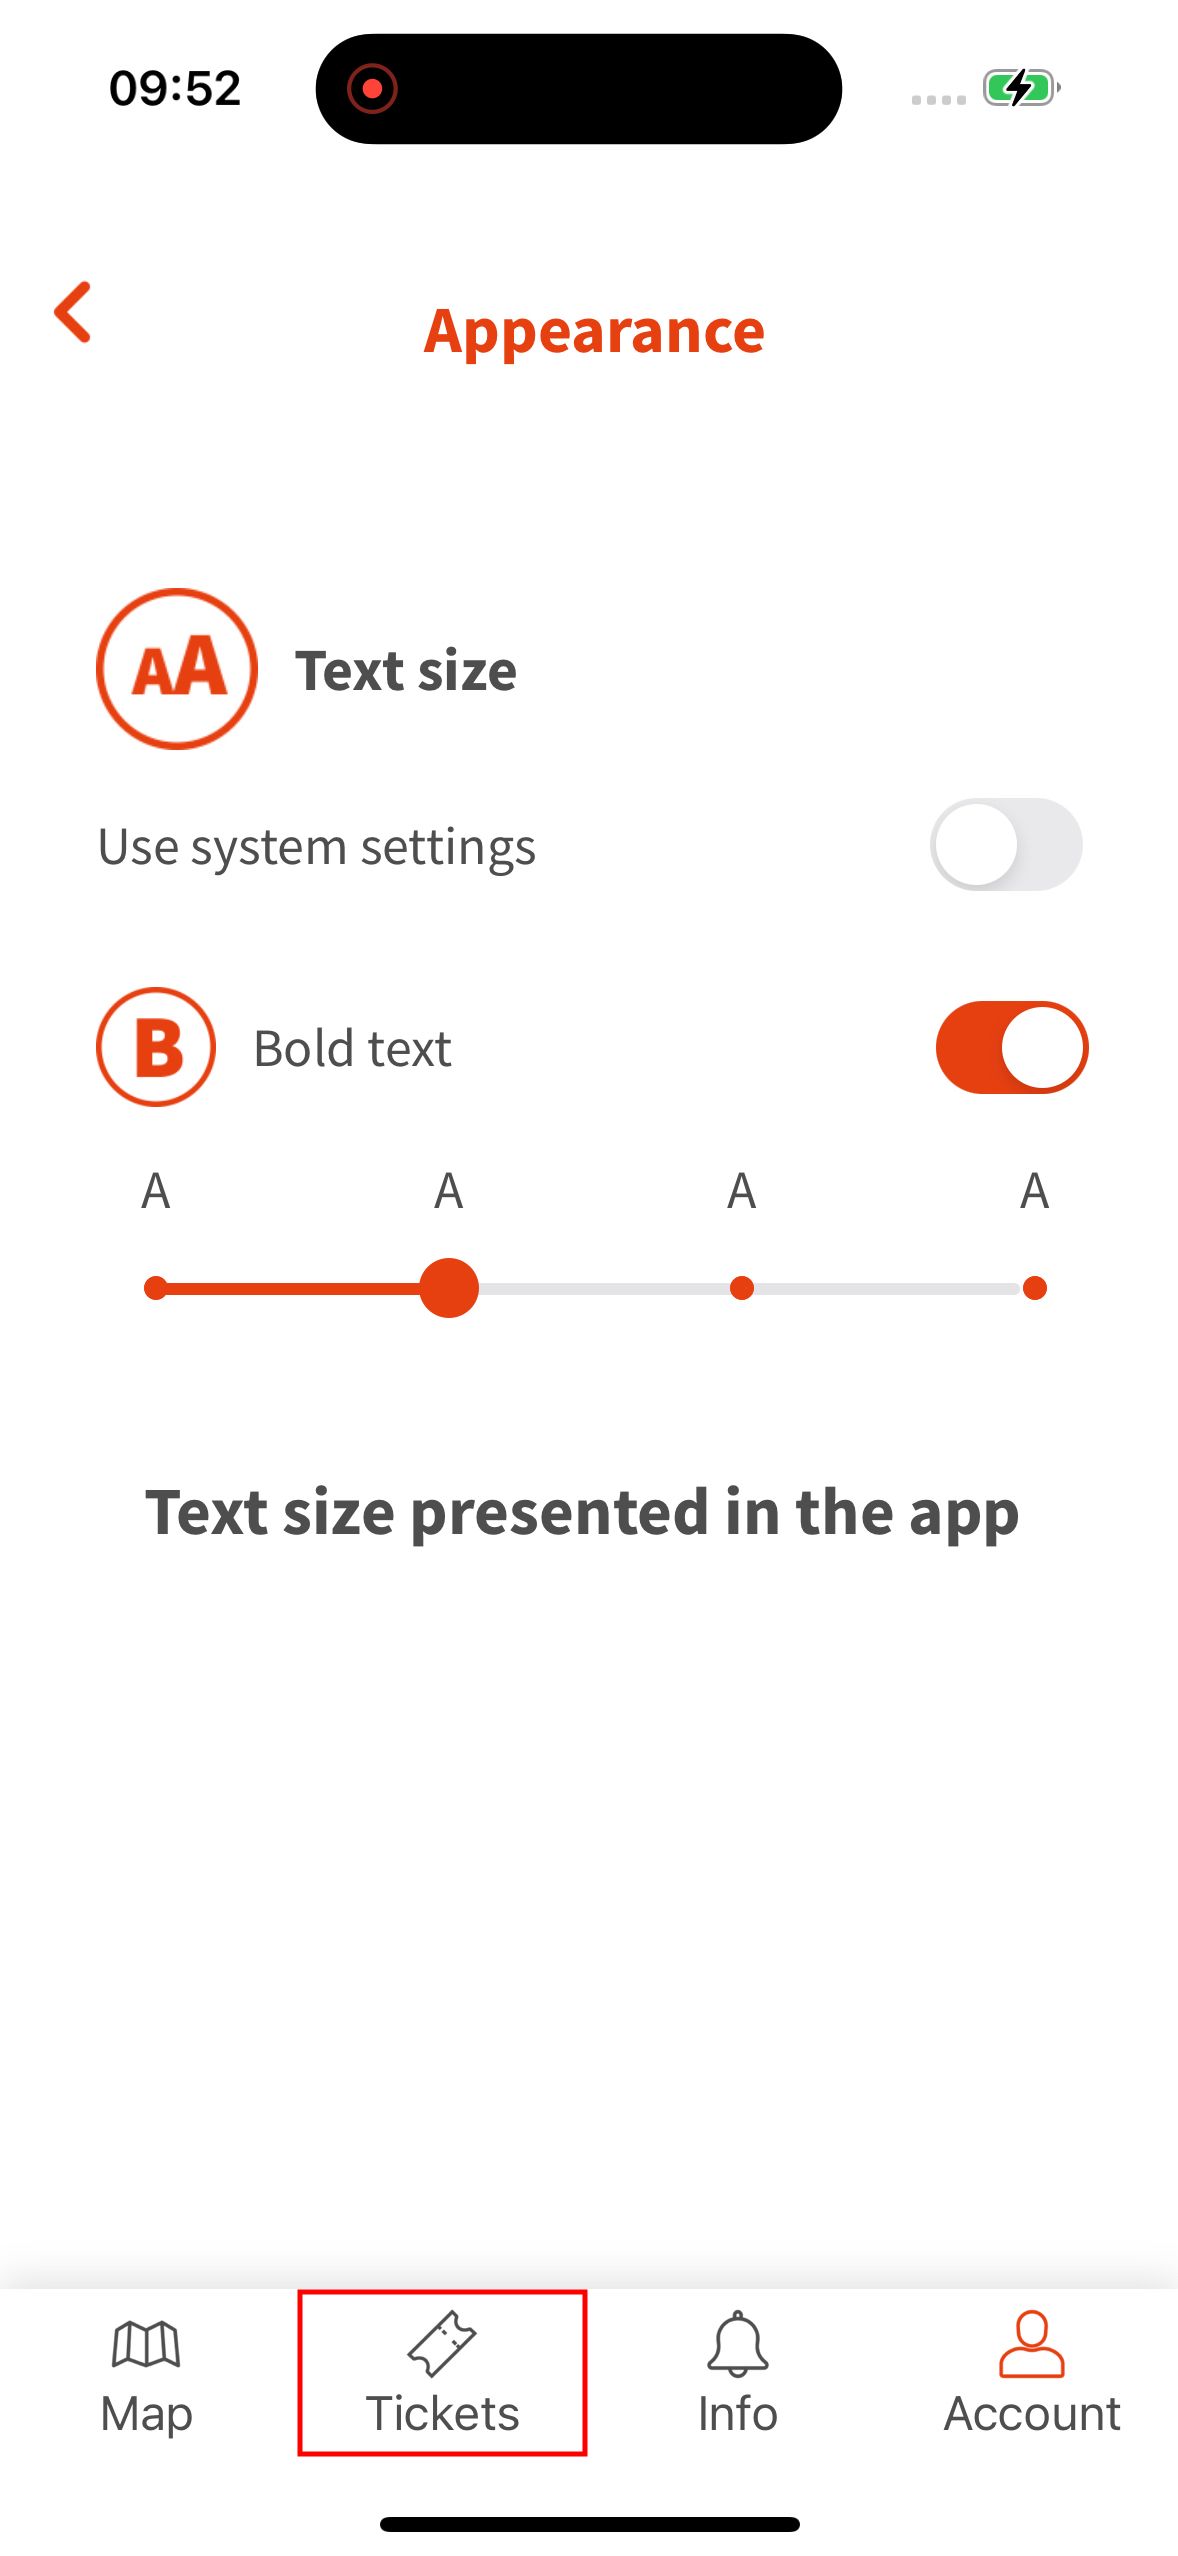 09:52
Appearance
AA
Text size
Use system settings
B
Bold text
A A A A
Text size presented in the app
Map Tickets Info Account